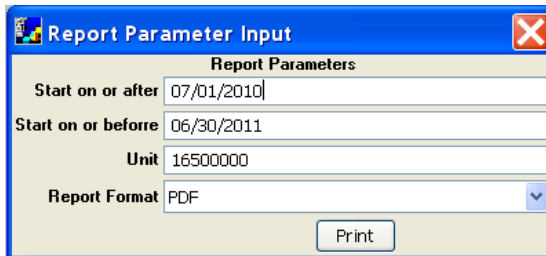 Report Parameter Input
Report Parameters
Start on or after 07/01/2010
Start on or beforre 06/30/2011
Unit 16500000
Report Format PDF
Print